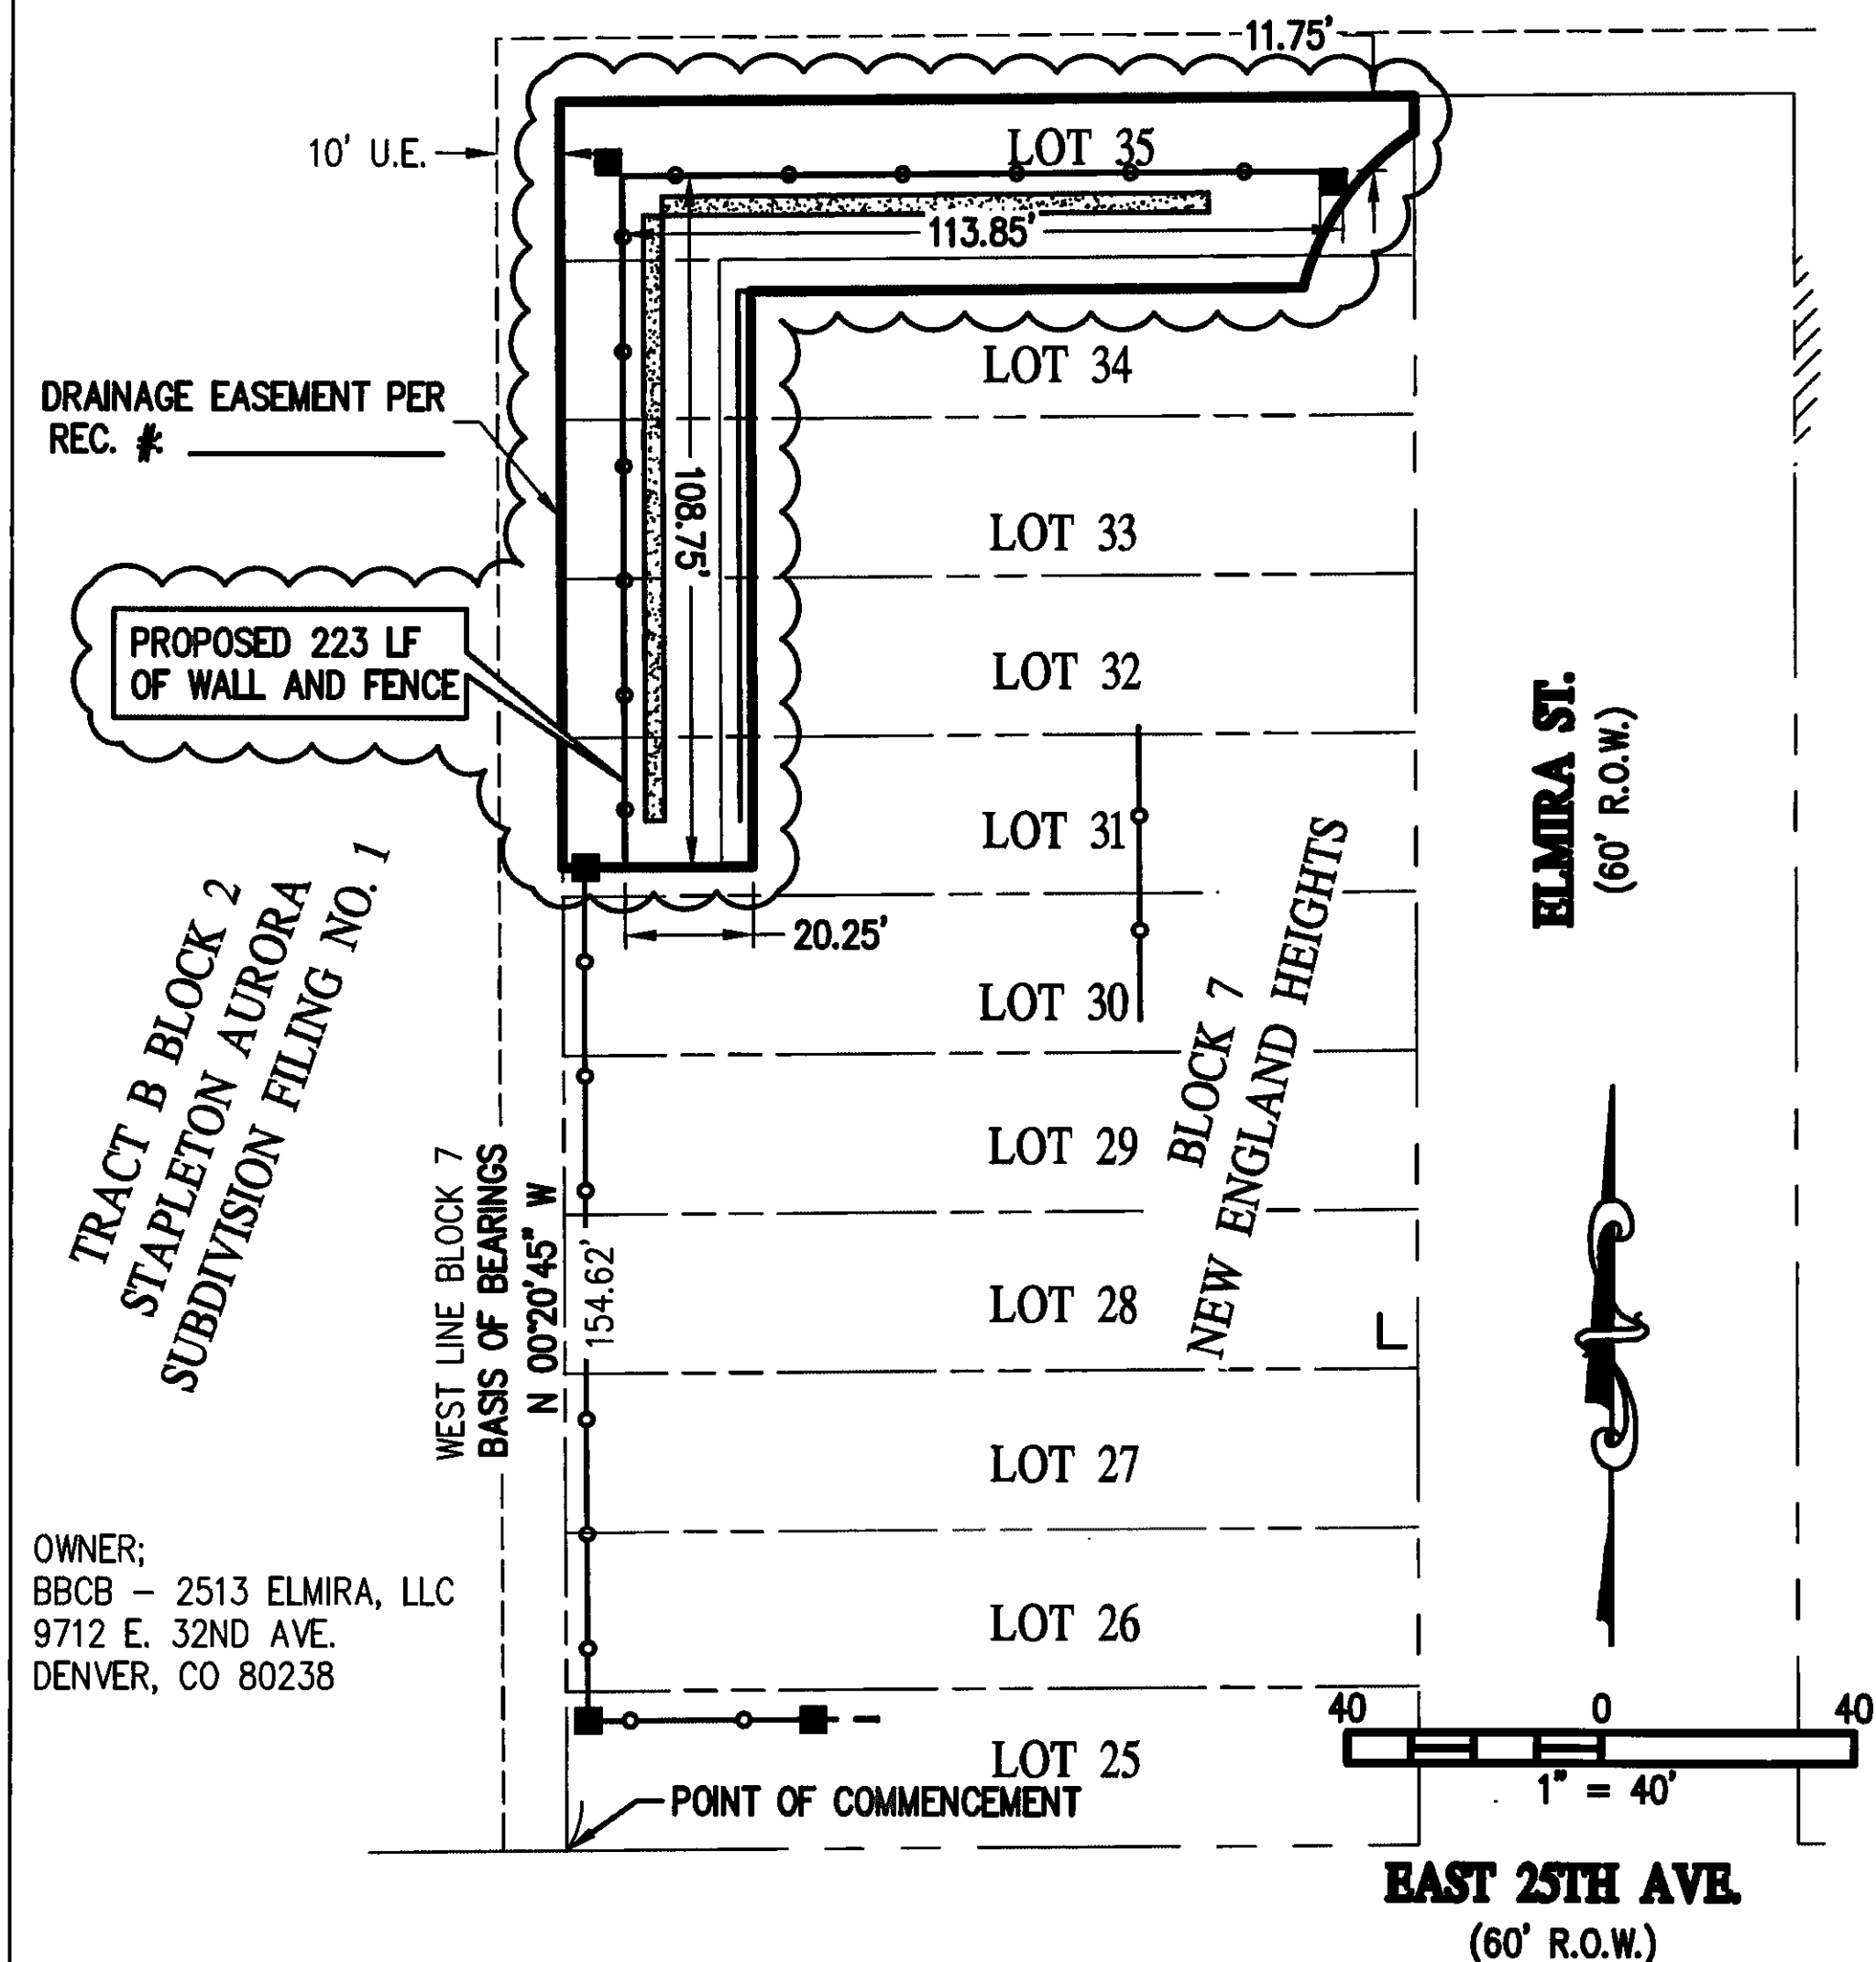 11.75'
10' U.E.
LOT 35
113.85'
LOT 34
DRAINAGE EASEMENT PER
REC. #:
108.75'
LOT 33
PROPOSED 223 LF
OF WALL AND FENCE
LOT 32
ELMIRA ST.
(60' R.O.W.)
LOT 31
20.25'
LOT 30
TRACT B BLOCK 2
STAPLETON AURORA
SUBDIVISION FILING NO. 1
BLOCK 7
NEW ENGLAND HEIGHTS
LOT 29
WEST LINE BLOCK 7
BASIS OF BEARINGS
N 00°20'45" W
154.62'
LOT 28
LOT 27
OWNER;
BBCB - 2513 ELMIRA, LLC
9712 E. 32ND AVE.
DENVER, CO 80238
LOT 26
40 0 40
1" = 40'
LOT 25
POINT OF COMMENCEMENT
EAST 25TH AVE.
(60' R.O.W.)